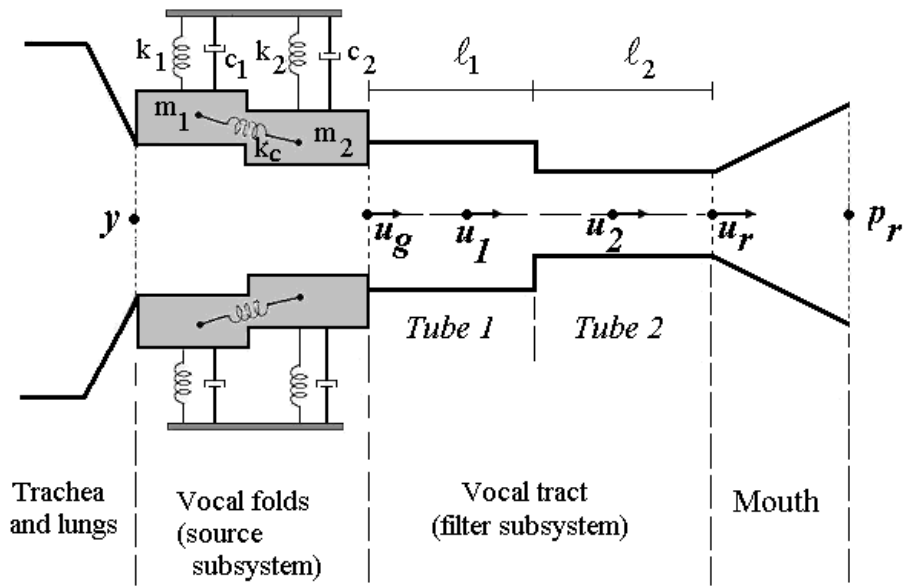 k1 c1 k2 c2 ℓ1 ℓ2
m1 kc m2
y ug u1 u2 ur pr
Tube 1 Tube 2
Trachea
and lungs
Vocal folds
(source
subsystem)
Vocal tract
(filter subsystem)
Mouth